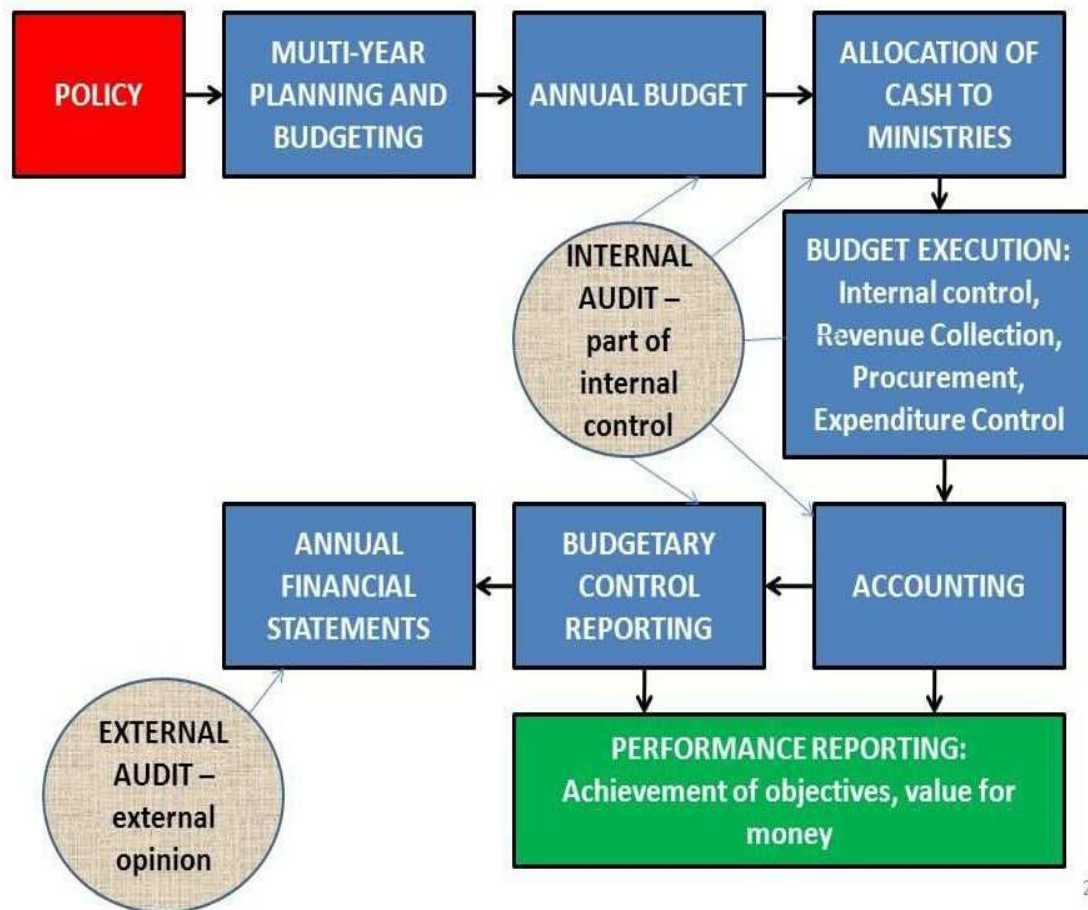 POLICY
MULTI-YEAR
PLANNING AND
BUDGETING
ANNUAL BUDGET
ALLOCATION OF
CASH TO
MINISTRIES
INTERNAL
AUDIT –
part of
internal
control
BUDGET EXECUTION:
Internal control,
Revenue Collection,
Procurement,
Expenditure Control
ANNUAL
FINANCIAL
STATEMENTS
BUDGETARY
CONTROL
REPORTING
ACCOUNTING
EXTERNAL
AUDIT –
external
opinion
PERFORMANCE REPORTING:
Achievement of objectives, value for
money
2